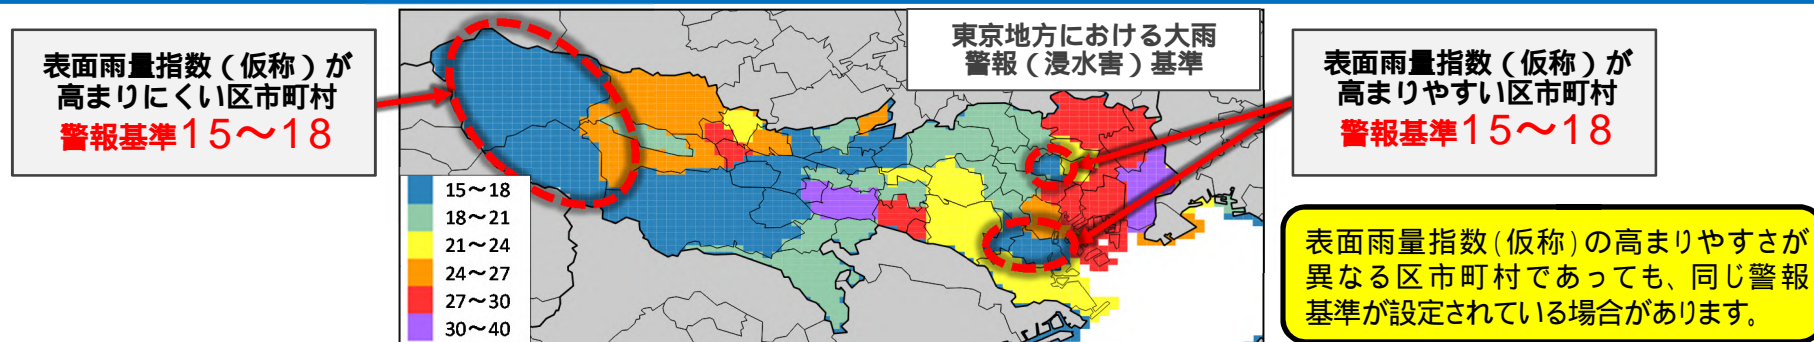 表面雨量指数（仮称）が
高まりにくい区市町村
警報基準15～18
東京地方における大雨
警報（浸水害）基準
15～18
18～21
21～24
24～27
27～30
30～40
表面雨量指数（仮称）が
高まりやすい区市町村
警報基準15～18
表面雨量指数(仮称)の高まりやすさが
異なる区市町村であっても、同じ警報
基準が設定されている場合があります。